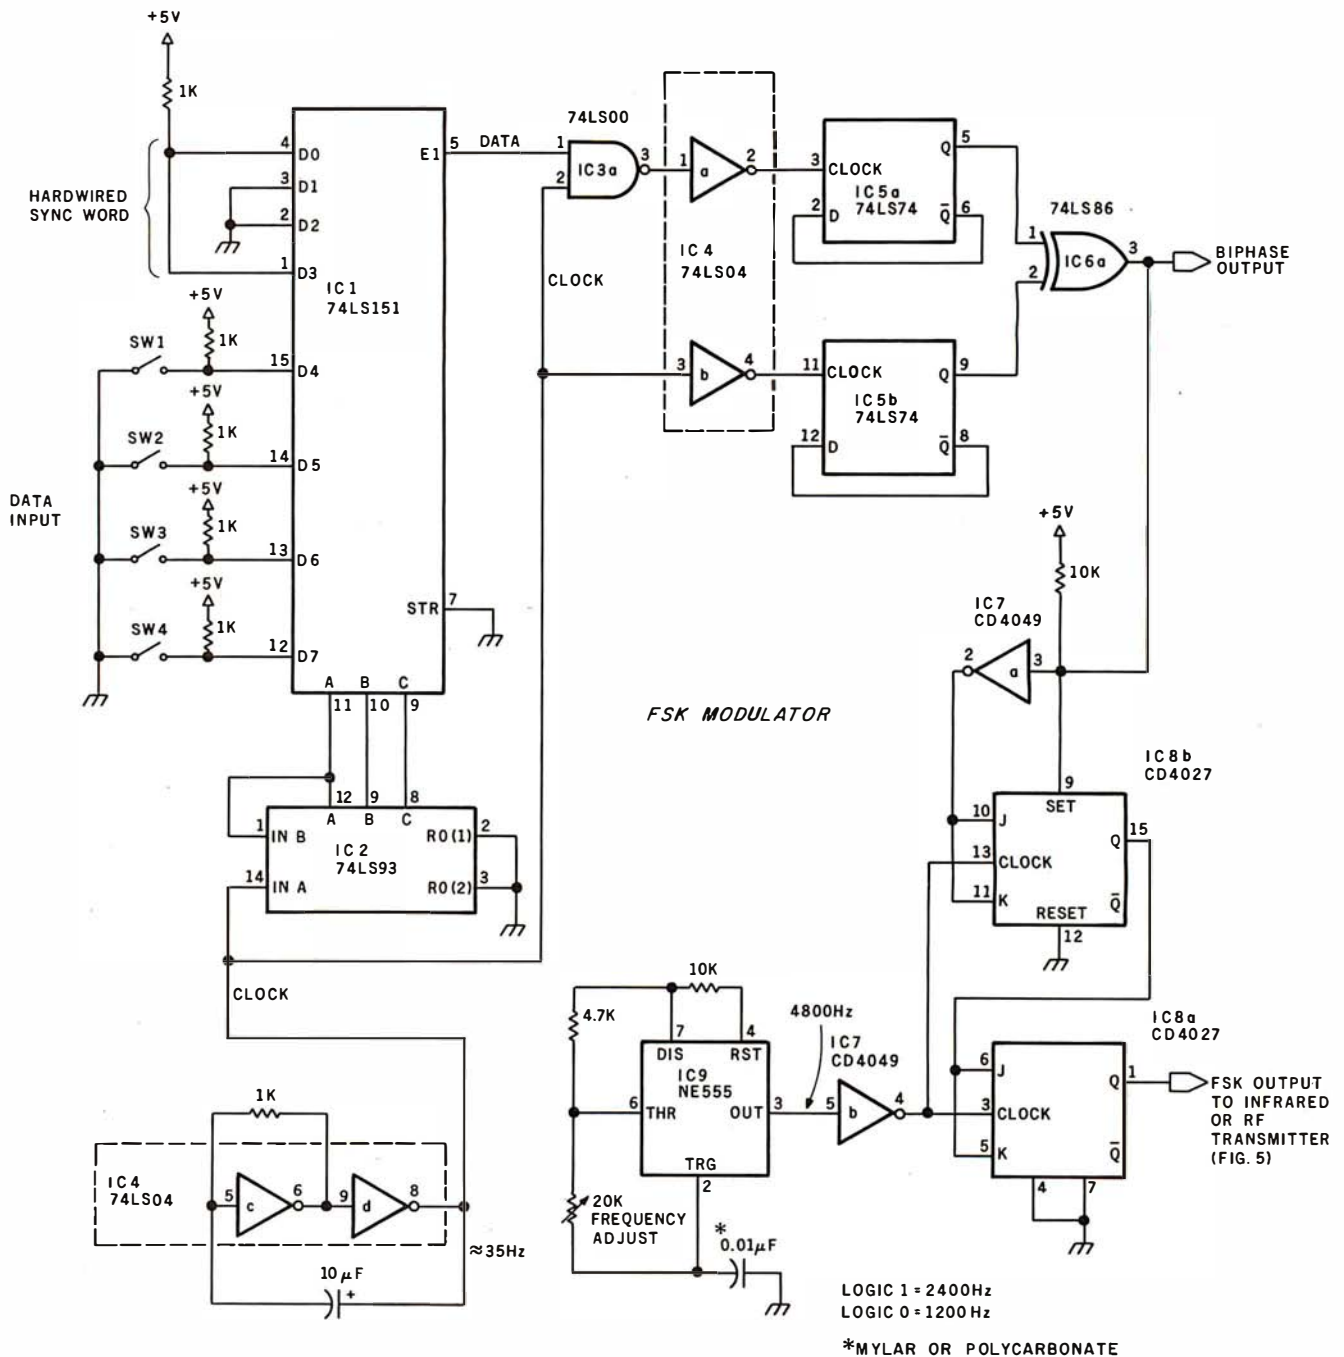 +5V
1K
HARDWIRED
SYNC WORD
4 D0
3 D1
2 D2
1 D3
IC1
74LS151
E1 5
DATA
74LS00
1
2
IC3a
3
CLOCK
IC4
74LS04
1 a 2
3 b 4
3 CLOCK
Q 5
IC5a
74LS74
2 D
Q̅ 6
11 CLOCK
Q 9
IC5b
74LS74
12 D
Q̅ 8
74LS86
1
2
IC6a
3
BIPHASE
OUTPUT
DATA
INPUT
SW1
+5V
1K
15 D4
SW2
+5V
1K
14 D5
SW3
+5V
1K
13 D6
SW4
+5V
1K
12 D7
STR 7
A B C
11 10 9
12 9 8
A B C
1 IN B
IC2
74LS93
RO(1) 2
14 IN A
RO(2) 3
CLOCK
FSK MODULATOR
+5V
10K
IC7
CD4049
2 a 3
IC8b
CD4027
9
SET
10 J
Q 15
13 CLOCK
11 K
Q̅
RESET
12
1K
IC4
74LS04
5 c 6
9 d 8
≈35Hz
10µF
+
10K
4.7K
7
DIS
4
RST
IC9
NE555
6 THR
OUT 3
TRG
2
20K
FREQUENCY
ADJUST
*
0.01µF
4800Hz
IC7
CD4049
5 b 4
IC8a
CD4027
6 J
Q 1
3 CLOCK
5 K
Q̅
4 7
FSK OUTPUT
TO INFRARED
OR RF
TRANSMITTER
(FIG. 5)
LOGIC 1 = 2400Hz
LOGIC 0 = 1200Hz
*MYLAR OR POLYCARBONATE